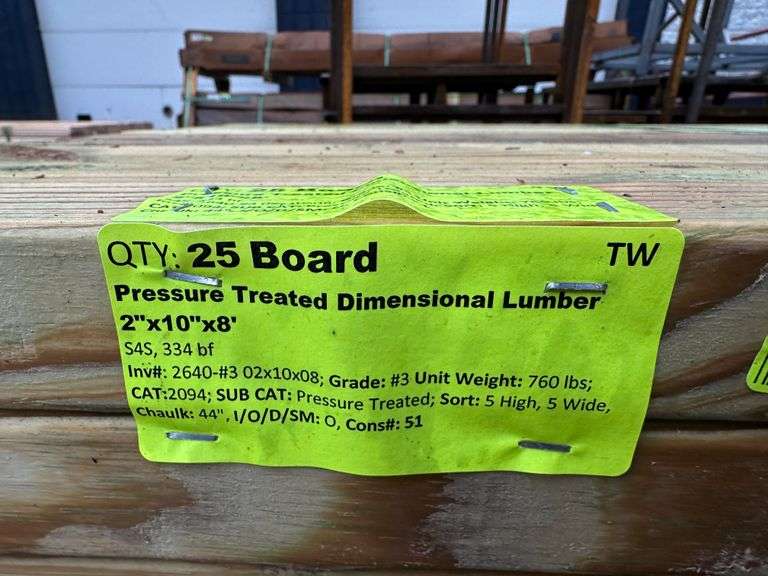 QTY: 25 Board TW
Pressure Treated Dimensional Lumber
2"x10"x8'
S4S, 334 bf
Inv#: 2640-#3 02x10x08; Grade: #3 Unit Weight: 760 lbs;
CAT:2094; SUB CAT: Pressure Treated; Sort: 5 High, 5 Wide,
Chaulk: 44", I/O/D/SM: O, Cons#: 51